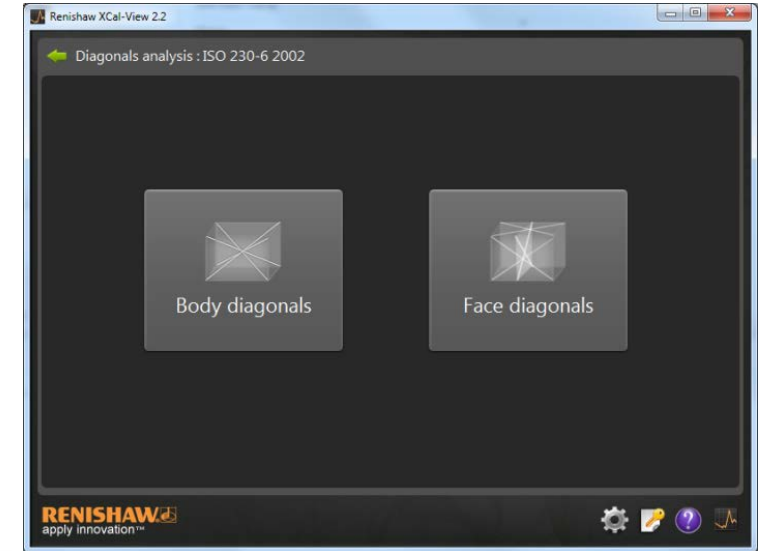 Renishaw XCal-View 2.2
Diagonals analysis : ISO 230-6 2002
Body diagonals
Face diagonals
RENISHAW
apply innovation™